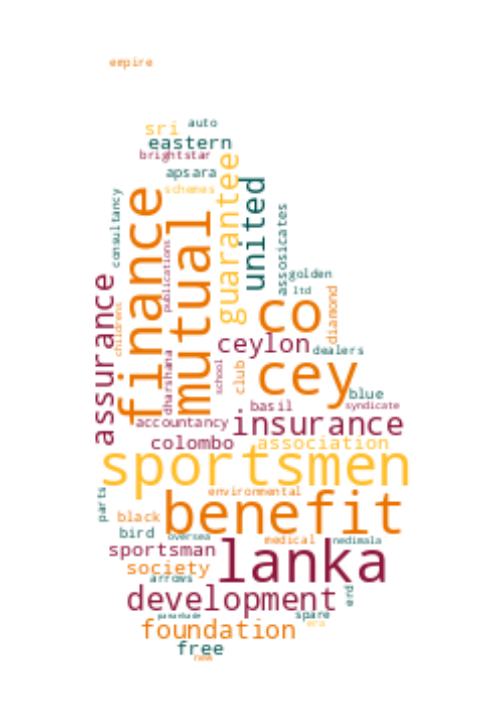 empire
sri
auto
eastern
brightstar
apsara
schemes
guarantee
united
consultancy
finance
mutual
publications
assosicates
golden
ltd
diamond
co
assurance
childrens
ceylon
dealers
dharshana
school
club
cey
blue
basil
syndicate
accountancy
insurance
colombo
association
sportsmen
environmental
parts
black
benefit
bird
oversea
medical
nedimala
sportsman
lanka
society
arrows
development
erd
spare
foundation
free
new